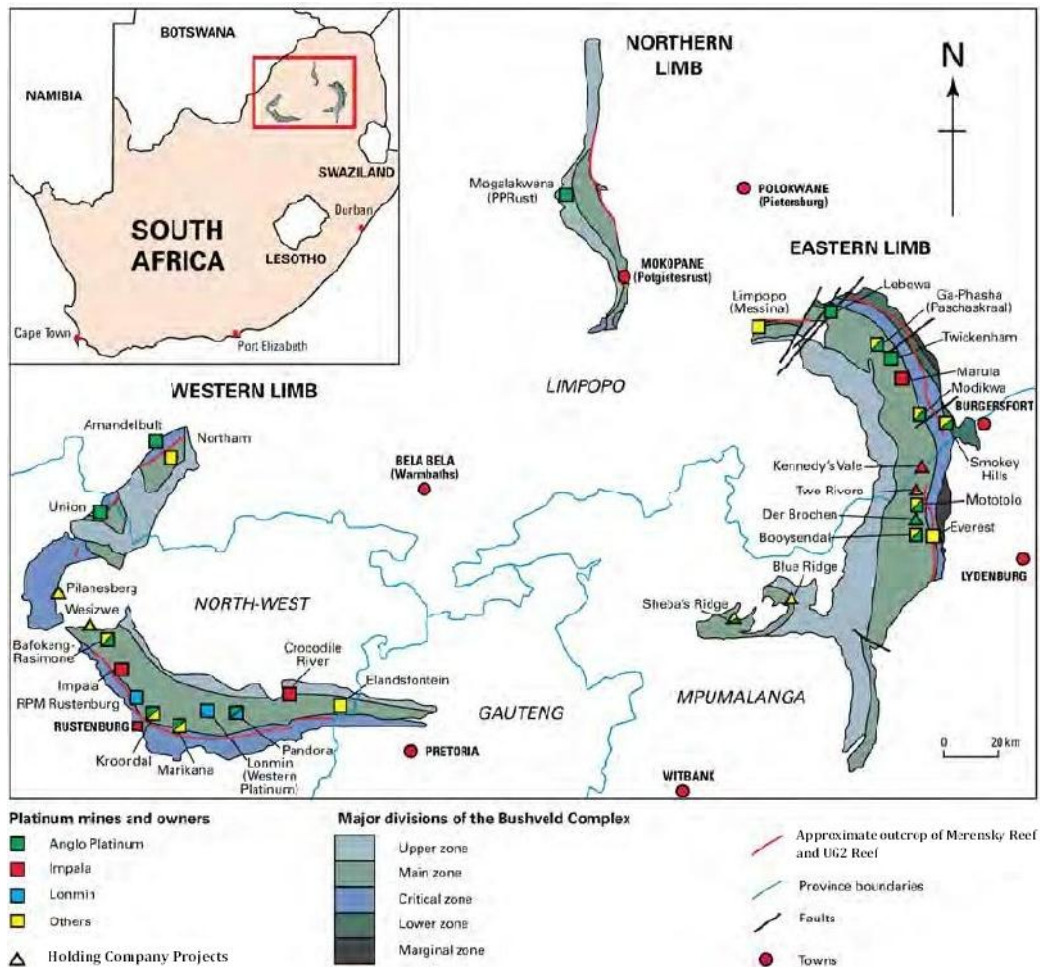 BOTSWANA
NAMIBIA
SWAZILAND
Durban
SOUTH
AFRICA
LESOTHO
Cape Town
Port Elizabeth
NORTHERN
LIMB
N
Mogalakwena
(PPRust)
POLOKWANE
(Pietersburg)
MOKOPANE
(Potgietesrust)
EASTERN LIMB
Limpopo
(Messina)
Lebowa
Ga-Phasha
(Paschaskraal)
Twickenham
Marula
Modikwa
BURGERSFORT
Smokey
Hills
Kennedy's Vale
Two Rivers
Mototolo
Der Brochen
Everest
Booysendal
Blue Ridge
LYDENBURG
Sheba's Ridge
LIMPOPO
WESTERN LIMB
Amandelbult
Northam
BELA BELA
(Warmbaths)
Union
Pilanesberg
Wesizwe
NORTH-WEST
Bafokeng-
Rasimone
Crocodile
River
Elandsfontein
Impala
RPM Rustenburg
RUSTENBURG
Kroondal
Marikana
Lonmin
(Western
Platinum)
Pandora
GAUTENG
PRETORIA
MPUMALANGA
WITBANK
0 20 km
Platinum mines and owners
Anglo Platinum
Impala
Lonmin
Others
Holding Company Projects
Major divisions of the Bushveld Complex
Upper zone
Main zone
Critical zone
Lower zone
Marginal zone
Approximate outcrop of Merensky Reef
and UG2 Reef
Province boundaries
Faults
Towns